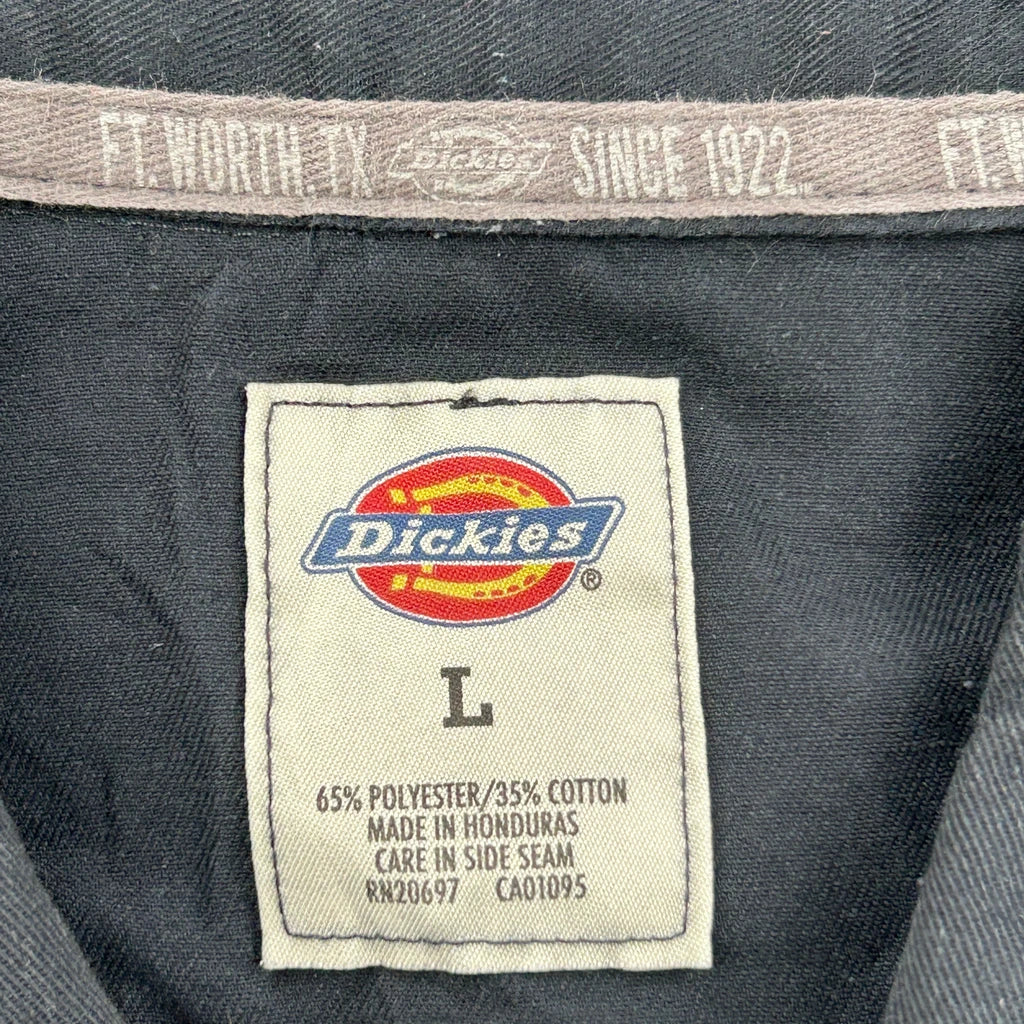 FT. WORTH, TX Dickies SINCE 1922 FT.W
Dickies
®
L
65% POLYESTER/35% COTTON
MADE IN HONDURAS
CARE IN SIDE SEAM
RN20697 CA01095